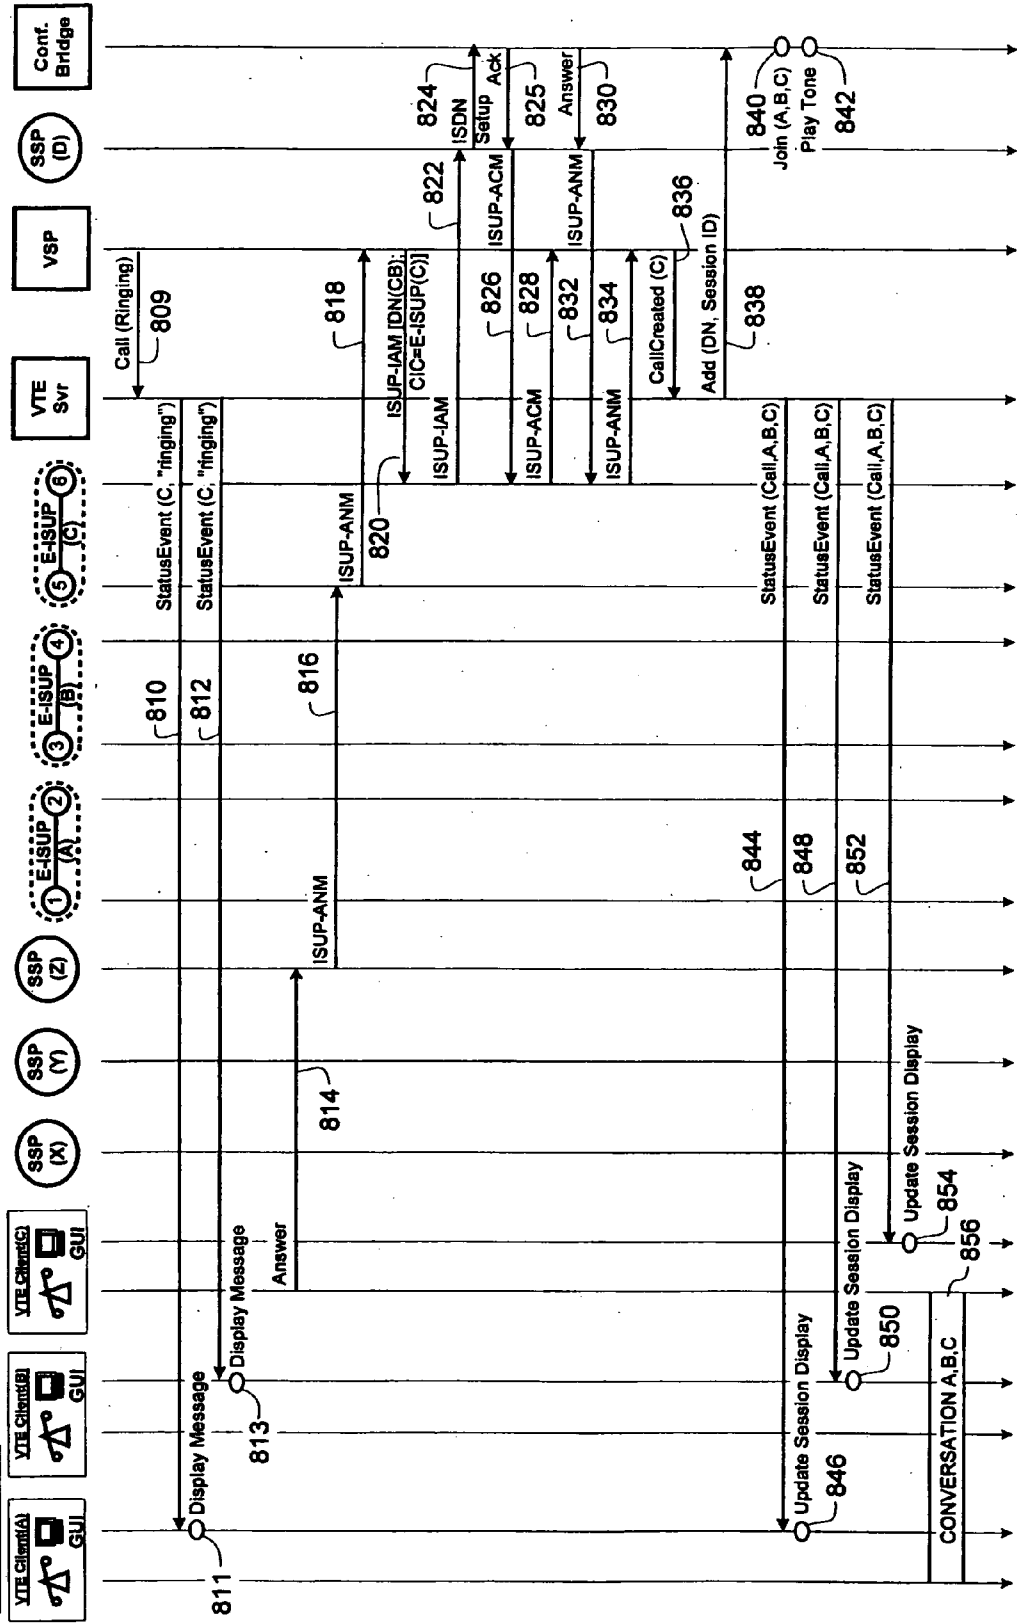 VTE Client(A)
GUI
VTE Client(B)
GUI
VTE Client(C)
GUI
SSP
(X)
SSP
(Y)
SSP
(Z)
1
E-ISUP
(A)
2
3
E-ISUP
(B)
4
5
E-ISUP
(C)
6
VTE
Svr
VSP
SSP
(D)
Conf.
Bridge
Call (Ringing)
809
StatusEvent (C, "ringing")
810
Display Message
811
StatusEvent (C, "ringing")
812
Display Message
813
Answer
814
ISUP-ANM
816
ISUP-ANM
818
ISUP-IAM [DN(CB);
CIC=E-ISUP(C)]
820
ISUP-IAM
822
ISDN
Setup
824
Ack
825
ISUP-ACM
826
ISUP-ACM
828
Answer
830
ISUP-ANM
832
ISUP-ANM
834
CallCreated (C)
836
Add (DN, Session ID)
838
840
Join (A,B,C)
Play Tone
842
StatusEvent (Call,A,B,C)
844
Update Session Display
846
StatusEvent (Call,A,B,C)
848
Update Session Display
850
StatusEvent (Call,A,B,C)
852
Update Session Display
854
CONVERSATION A,B,C
856